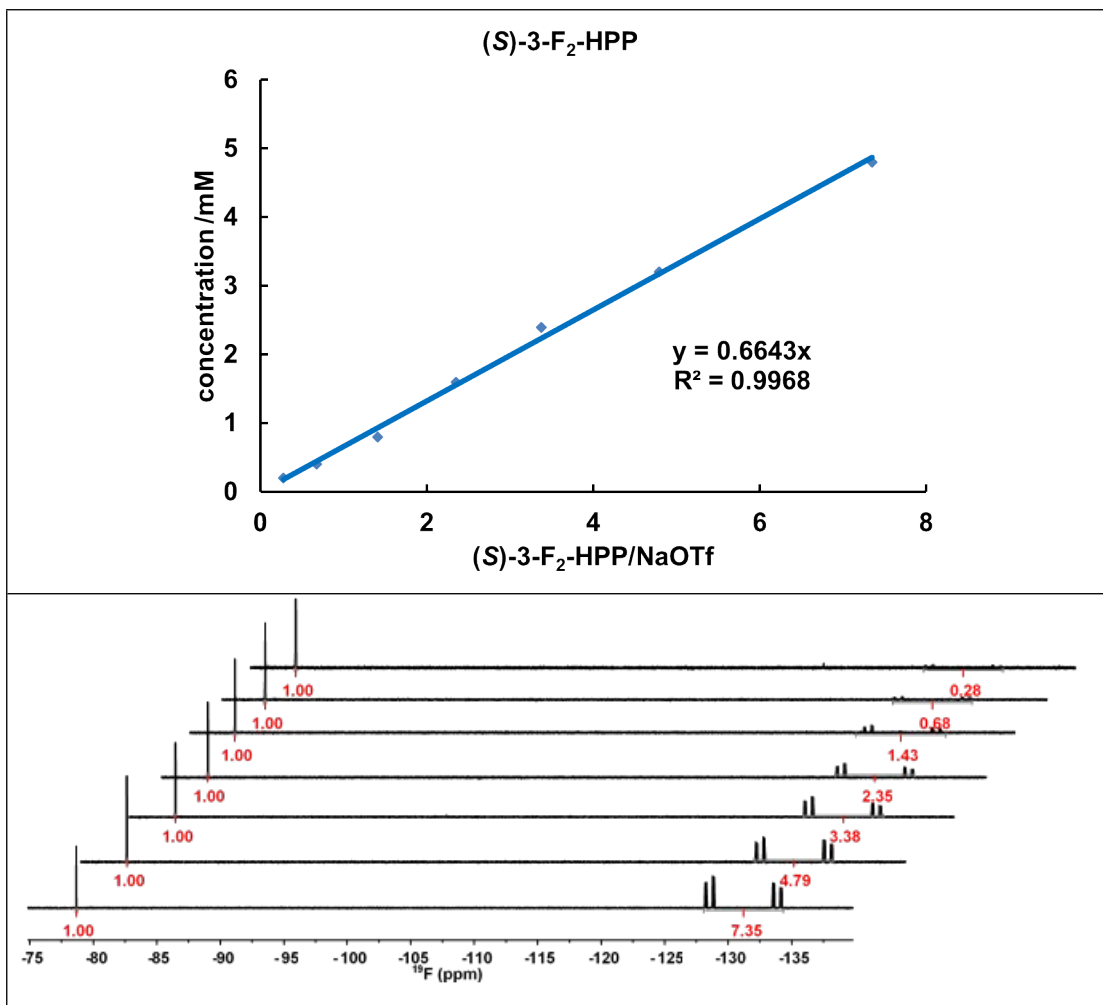 (S)-3-F₂-HPP
6
5
4
3
2
1
0
concentration /mM
y = 0.6643x
R² = 0.9968
0 2 4 6 8
(S)-3-F₂-HPP/NaOTf
1.00 0.28
1.00 0.68
1.00 1.43
1.00 2.35
1.00 3.38
1.00 4.79
1.00 7.35
-75 -80 -85 -90 -95 -100 -105 -110 -115 -120 -125 -130 -135
¹⁹F (ppm)